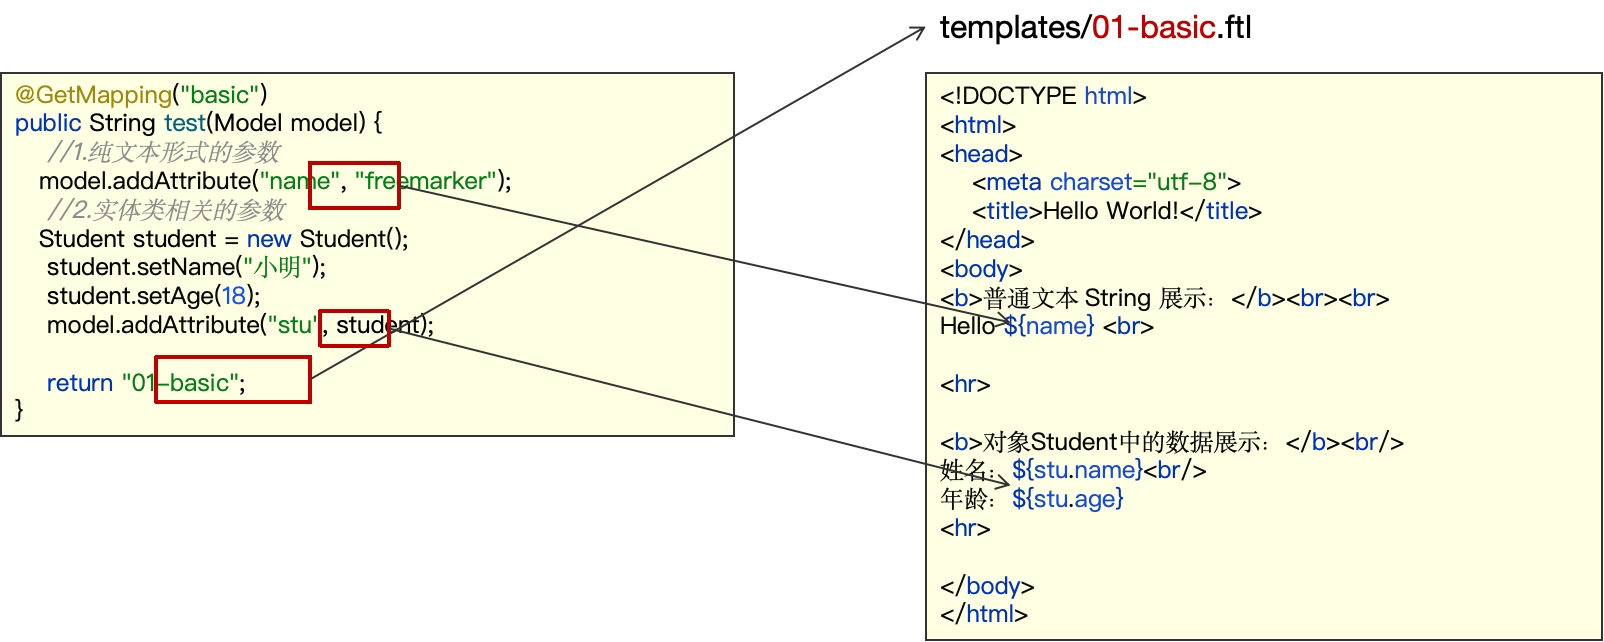 templates/01-basic.ftl
@GetMapping("basic")
public String test(Model model) {
//1.纯文本形式的参数
model.addAttribute("name", "freemarker");
//2.实体类相关的参数
Student student = new Student();
student.setName("小明");
student.setAge(18);
model.addAttribute("stu", student);
return "01-basic";
}
<!DOCTYPE html>
<html>
<head>
<meta charset="utf-8">
<title>Hello World!</title>
</head>
<body>
<b>普通文本 String 展示：</b><br><br>
Hello ${name} <br>
<hr>
<b>对象Student中的数据展示：</b><br/>
姓名：${stu.name}<br/>
年龄：${stu.age}
<hr>
</body>
</html>